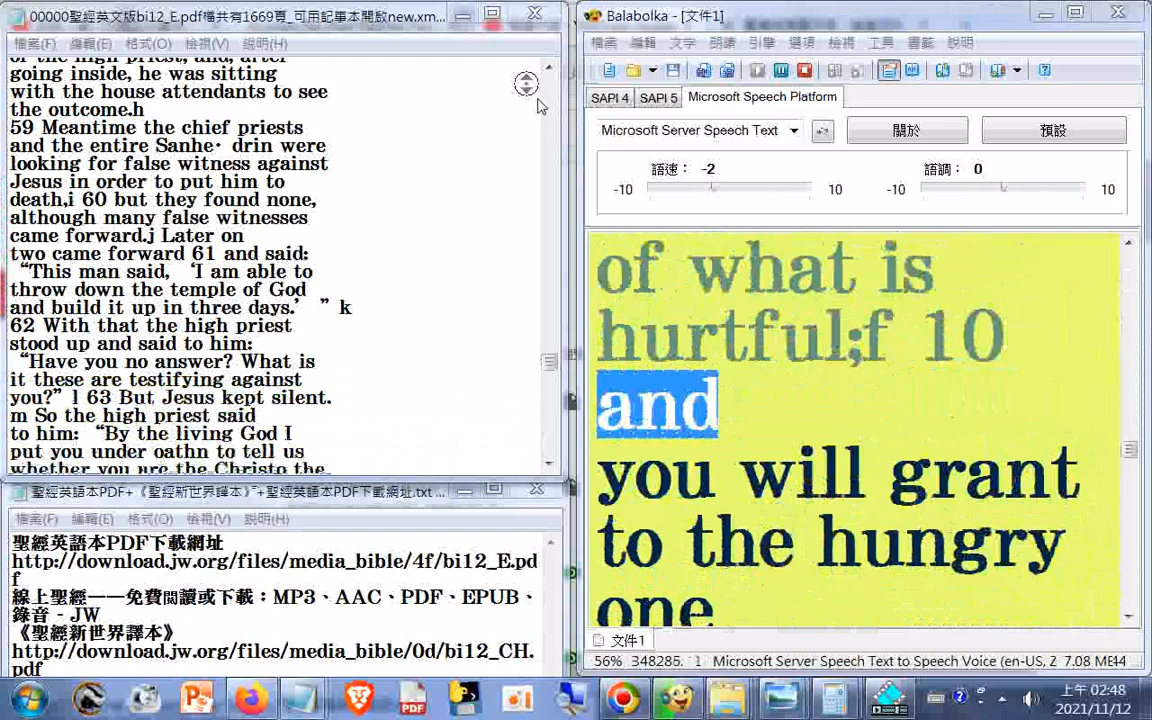 00000聖經英文版bi12_E.pdf檔共有1669頁_可用記事本開啟new.xm...
檔案(F) 編輯(E) 格式(O) 檢視(V) 說明(H)
of the high priest, and, after
going inside, he was sitting
with the house attendants to see
the outcome.h
59 Meantime the chief priests
and the entire Sanhe· drin were
looking for false witness against
Jesus in order to put him to
death,i 60 but they found none,
although many false witnesses
came forward.j Later on
two came forward 61 and said:
“This man said, ‘I am able to
throw down the temple of God
and build it up in three days.’ ”k
62 With that the high priest
stood up and said to him:
“Have you no answer? What is
it these are testifying against
you?” l 63 But Jesus kept silent.
m So the high priest said
to him: “By the living God I
put you under oathn to tell us
whether you are the Christo the
聖經英語本PDF+《聖經新世界譯本》"+聖經英語本PDF下載網址.txt ...
檔案(F) 編輯(E) 格式(O) 檢視(V) 說明(H)
聖經英語本PDF下載網址
http://download.jw.org/files/media_bible/4f/bi12_E.pd
f
線上聖經——免費閱讀或下載：MP3、AAC、PDF、EPUB、
錄音 - JW
《聖經新世界譯本》
http://download.jw.org/files/media_bible/0d/bi12_CH.
pdf
Balabolka - [文件1]
檔案 編輯 文字 朗讀 引擎 選項 檢視 工具 書籤 說明
SAPI 4 SAPI 5 Microsoft Speech Platform
Microsoft Server Speech Text 關於 預設
語速： -2 語調： 0
-10 10 -10 10
of what is
hurtful;f 10
and
you will grant
to the hungry
one
文件1
56% 348285. 1 Microsoft Server Speech Text to Speech Voice (en-US, Z 7.08 ME44
上午 02:48
2021/11/12